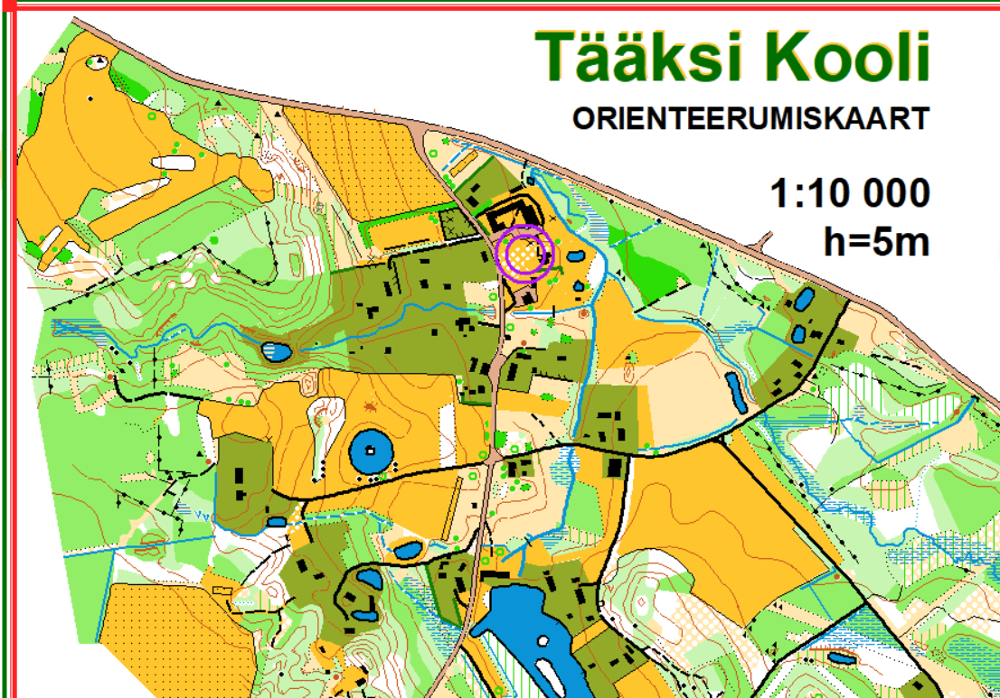 Tääksi Kooli
ORIENTEERUMISKAART
1:10 000
h=5m